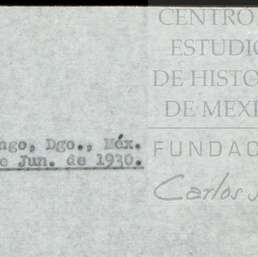 CENTRO
ESTUDIO
DE HISTO
DE MEXI
FUNDAC
Carlos S
ngo, Dgo., Méx.
e Jun. de 1930.